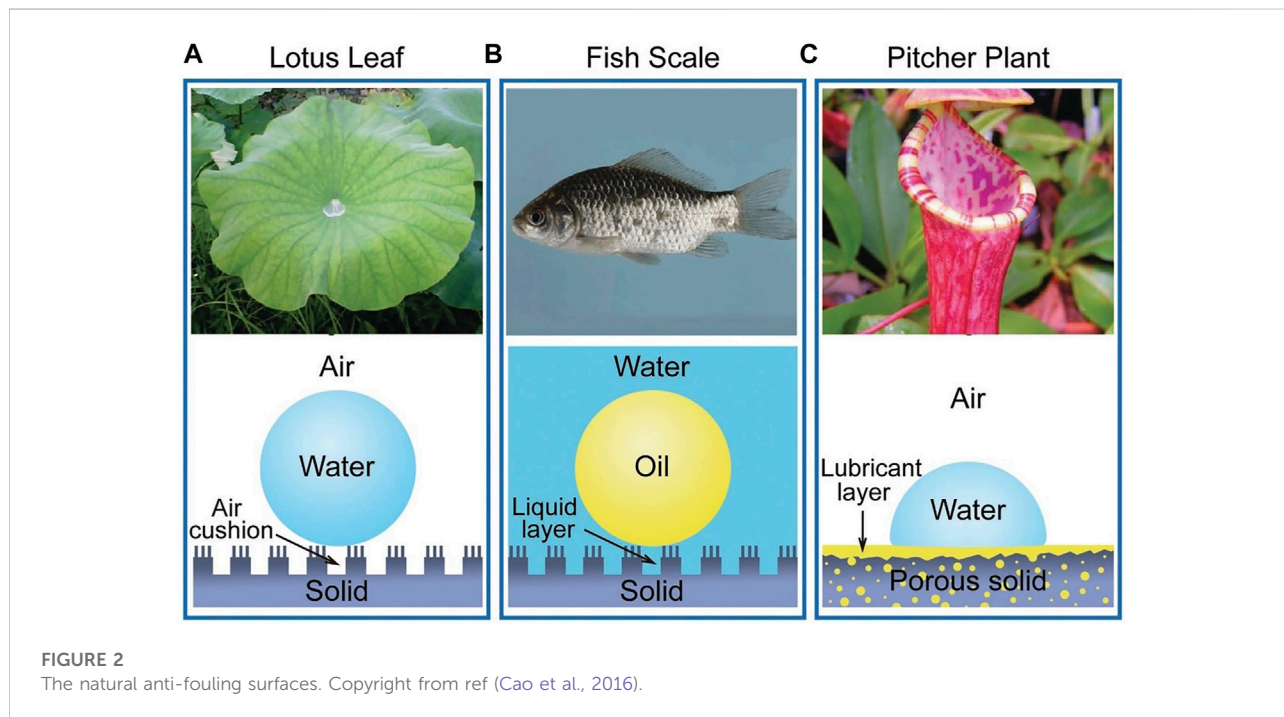 A Lotus Leaf
B Fish Scale
C Pitcher Plant
Air
Water
Air
cushion
Solid
Water
Oil
Liquid
layer
Solid
Air
Lubricant
layer
Water
Porous solid
FIGURE 2
The natural anti-fouling surfaces. Copyright from ref (Cao et al., 2016).